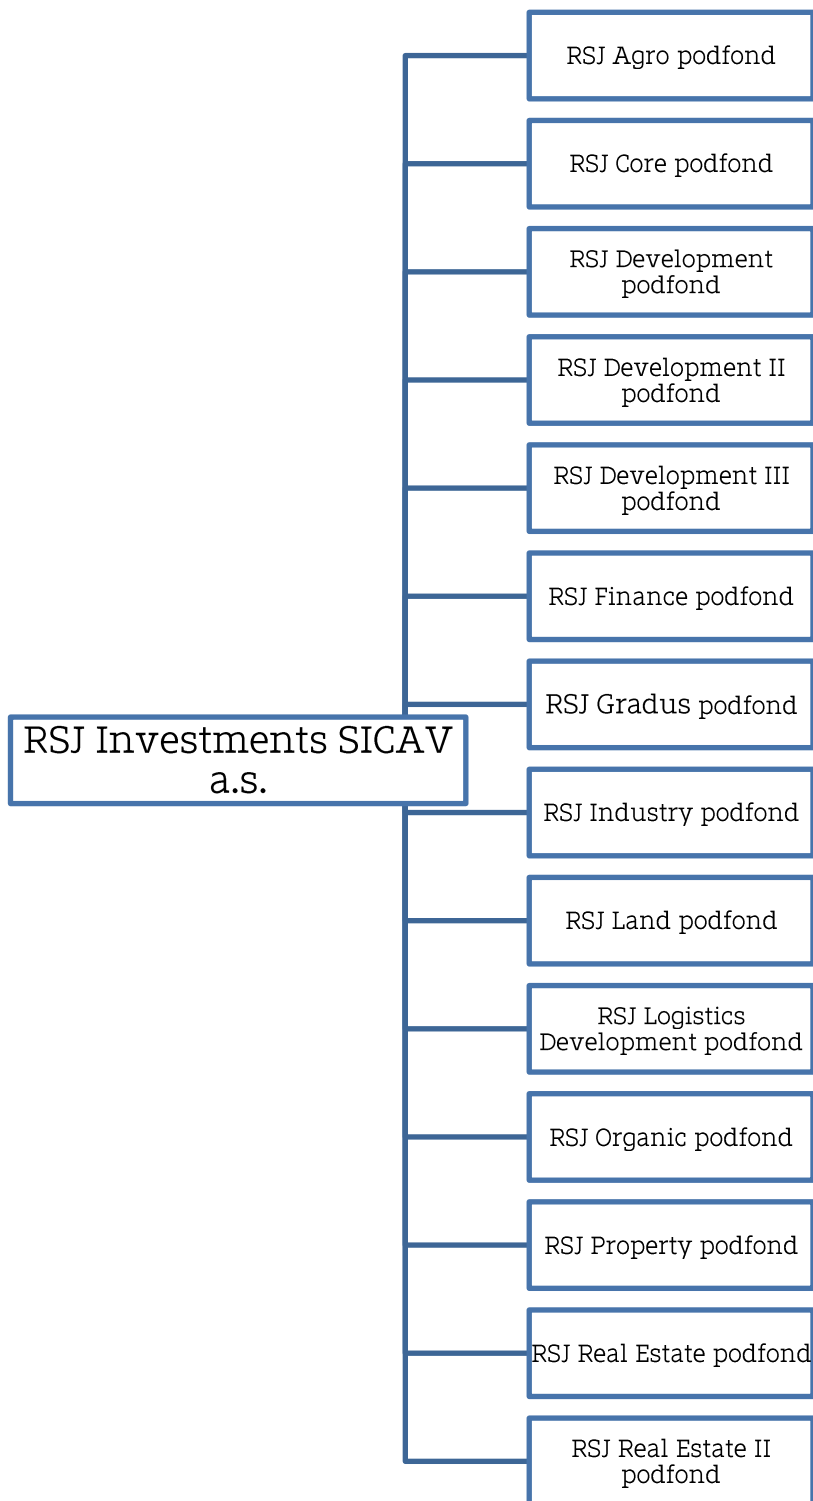 RSJ Agro podfond
RSJ Core podfond
RSJ Development
podfond
RSJ Development II
podfond
RSJ Development III
podfond
RSJ Finance podfond
RSJ Gradus podfond
RSJ Investments SICAV
a.s.
RSJ Industry podfond
RSJ Land podfond
RSJ Logistics
Development podfond
RSJ Organic podfond
RSJ Property podfond
RSJ Real Estate podfond
RSJ Real Estate II
podfond